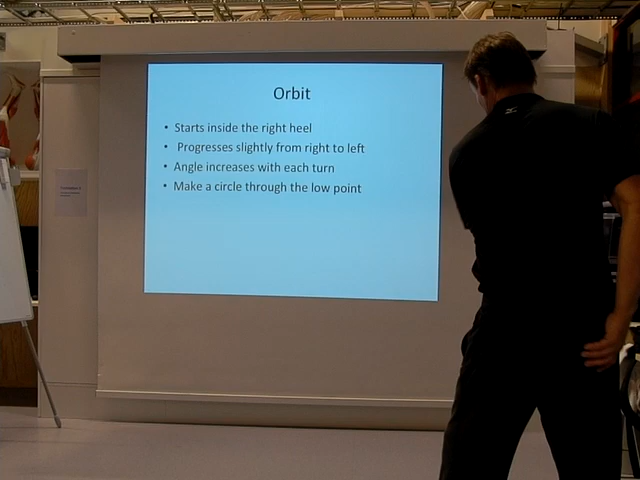 Orbit
• Starts inside the right heel
• Progresses slightly from right to left
• Angle increases with each turn
• Make a circle through the low point